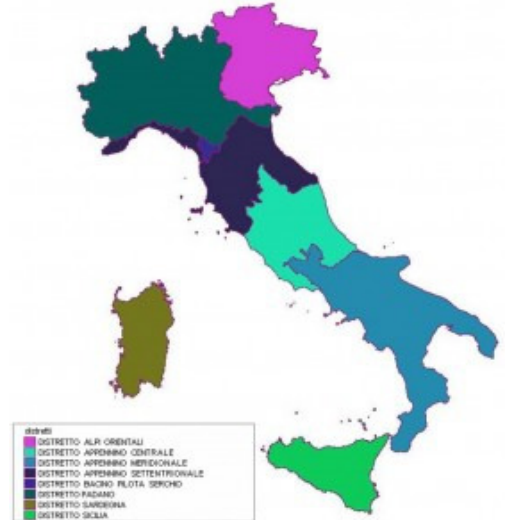 distretti
DISTRETTO ALPI ORIENTALI
DISTRETTO APPENNINO CENTRALE
DISTRETTO APPENNINO MERIDIONALE
DISTRETTO APPENNINO SETTENTRIONALE
DISTRETTO BACINO PILOTA SERCHIO
DISTRETTO PADANO
DISTRETTO SARDEGNA
DISTRETTO SICILIA